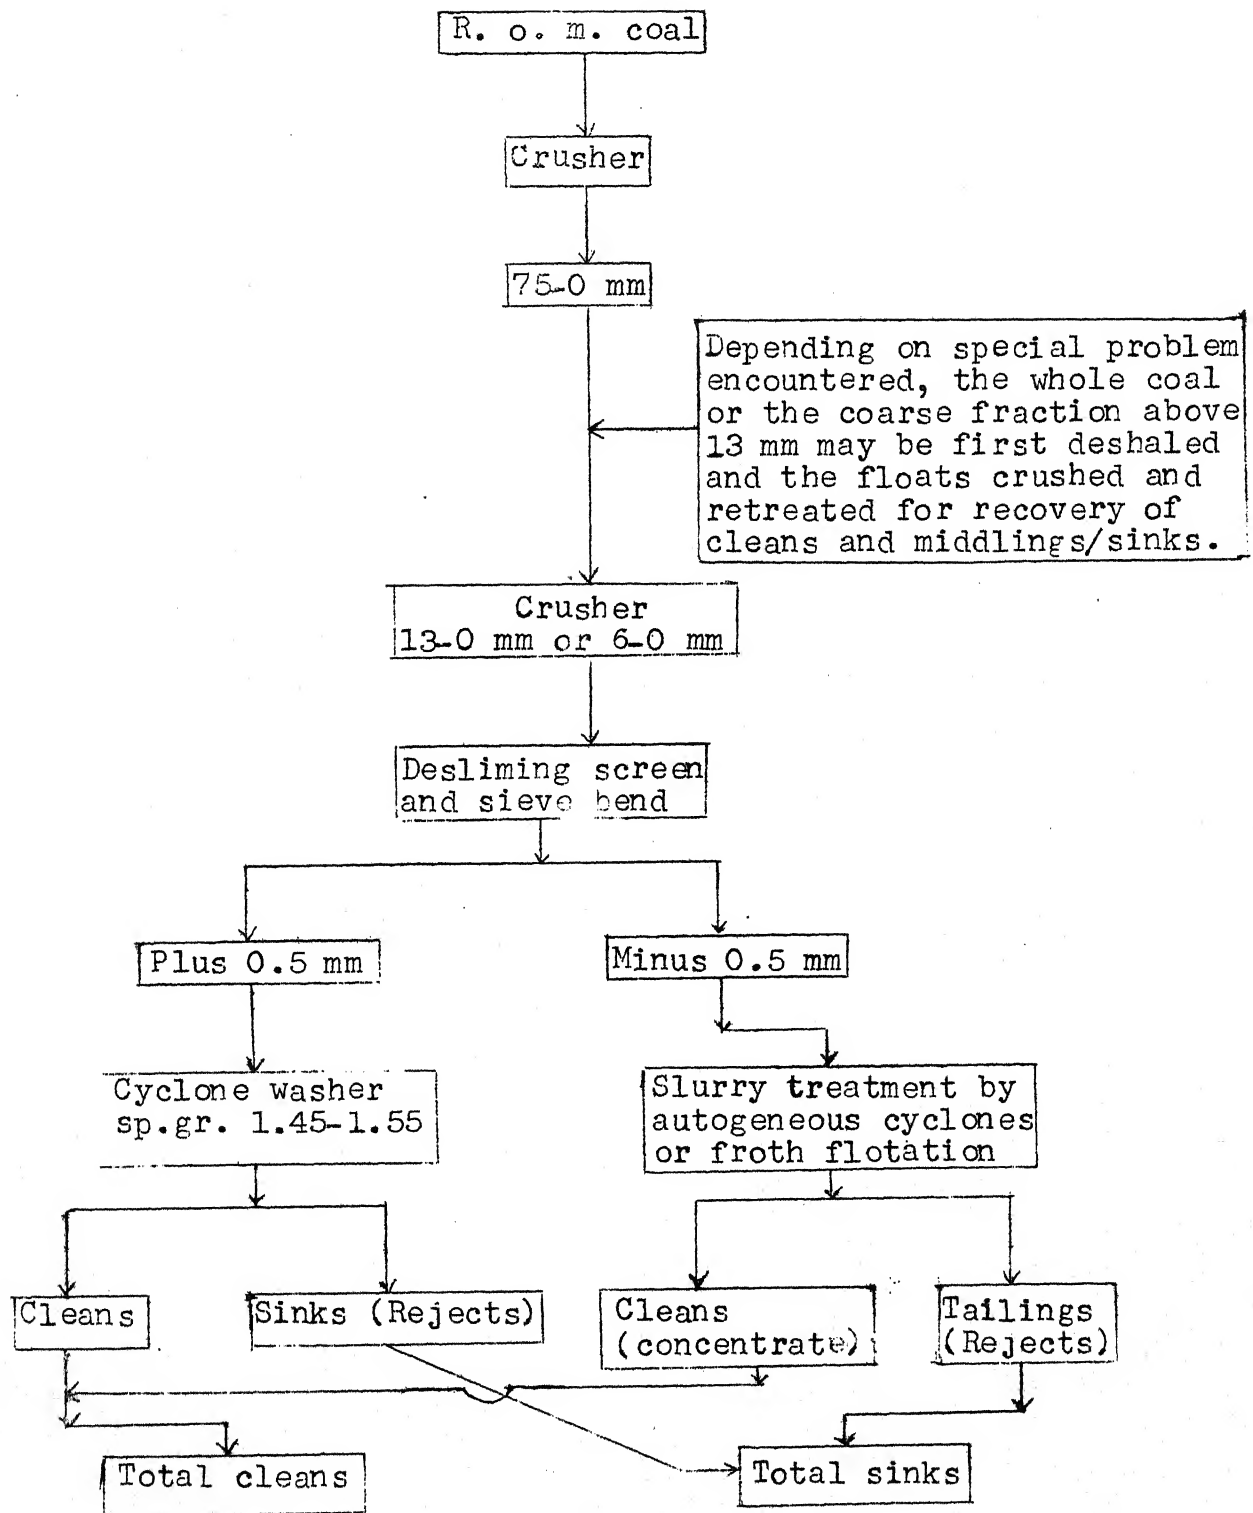 R. o. m. coal
Crusher
75-0 mm
Depending on special problem
encountered, the whole coal
or the coarse fraction above
13 mm may be first deshaled
and the floats crushed and
retreated for recovery of
cleans and middlings/sinks.
Crusher
13-0 mm or 6-0 mm
Desliming screen
and sieve bend
Plus 0.5 mm
Minus 0.5 mm
Cyclone washer
sp.gr. 1.45-1.55
Slurry treatment by
autogeneous cyclones
or froth flotation
Cleans
Sinks (Rejects)
Cleans
(concentrate)
Tailings
(Rejects)
Total cleans
Total sinks